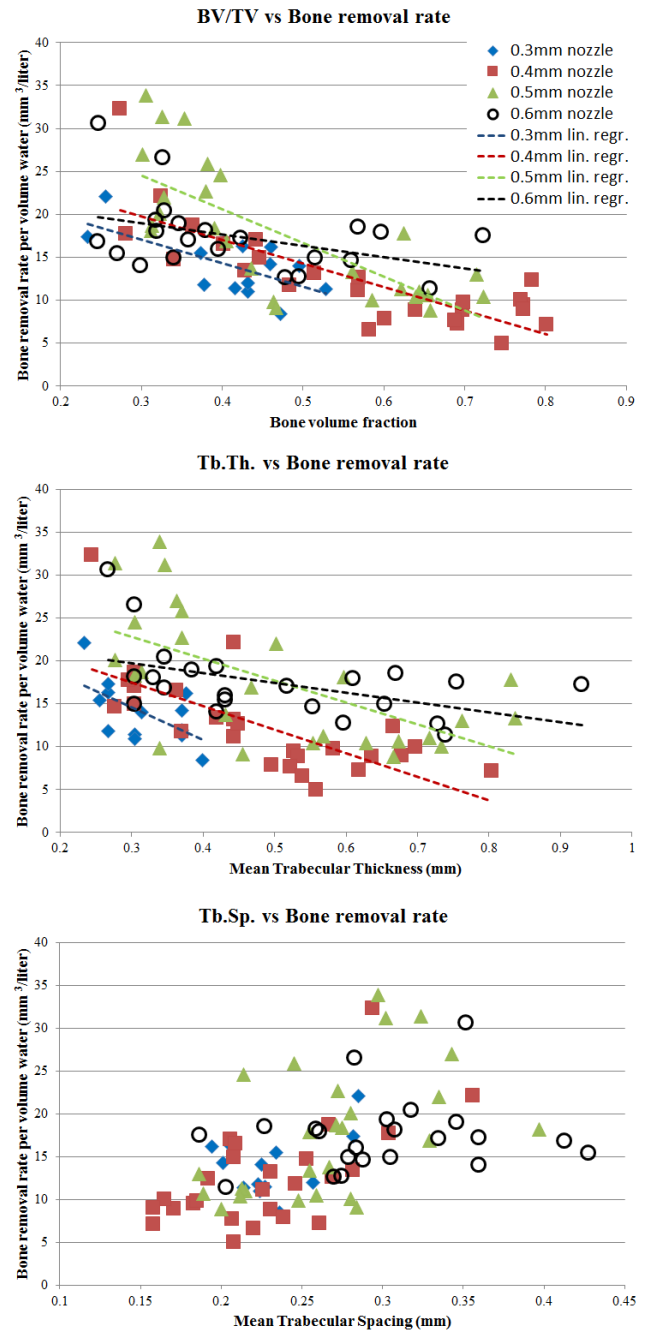 BV/TV vs Bone removal rate
Bone removal rate per volume water (mm ³/liter)
40
35
30
25
20
15
10
5
0
0.3mm nozzle
0.4mm nozzle
0.5mm nozzle
0.6mm nozzle
0.3mm lin. regr.
0.4mm lin. regr.
0.5mm lin. regr.
0.6mm lin. regr.
0.2 0.3 0.4 0.5 0.6 0.7 0.8 0.9
Bone volume fraction
Tb.Th. vs Bone removal rate
Bone removal rate per volume water (mm ³/liter)
40
35
30
25
20
15
10
5
0
0.2 0.3 0.4 0.5 0.6 0.7 0.8 0.9 1
Mean Trabecular Thickness (mm)
Tb.Sp. vs Bone removal rate
Bone removal rate per volume water (mm ³/liter)
40
35
30
25
20
15
10
5
0
0.1 0.15 0.2 0.25 0.3 0.35 0.4 0.45
Mean Trabecular Spacing (mm)